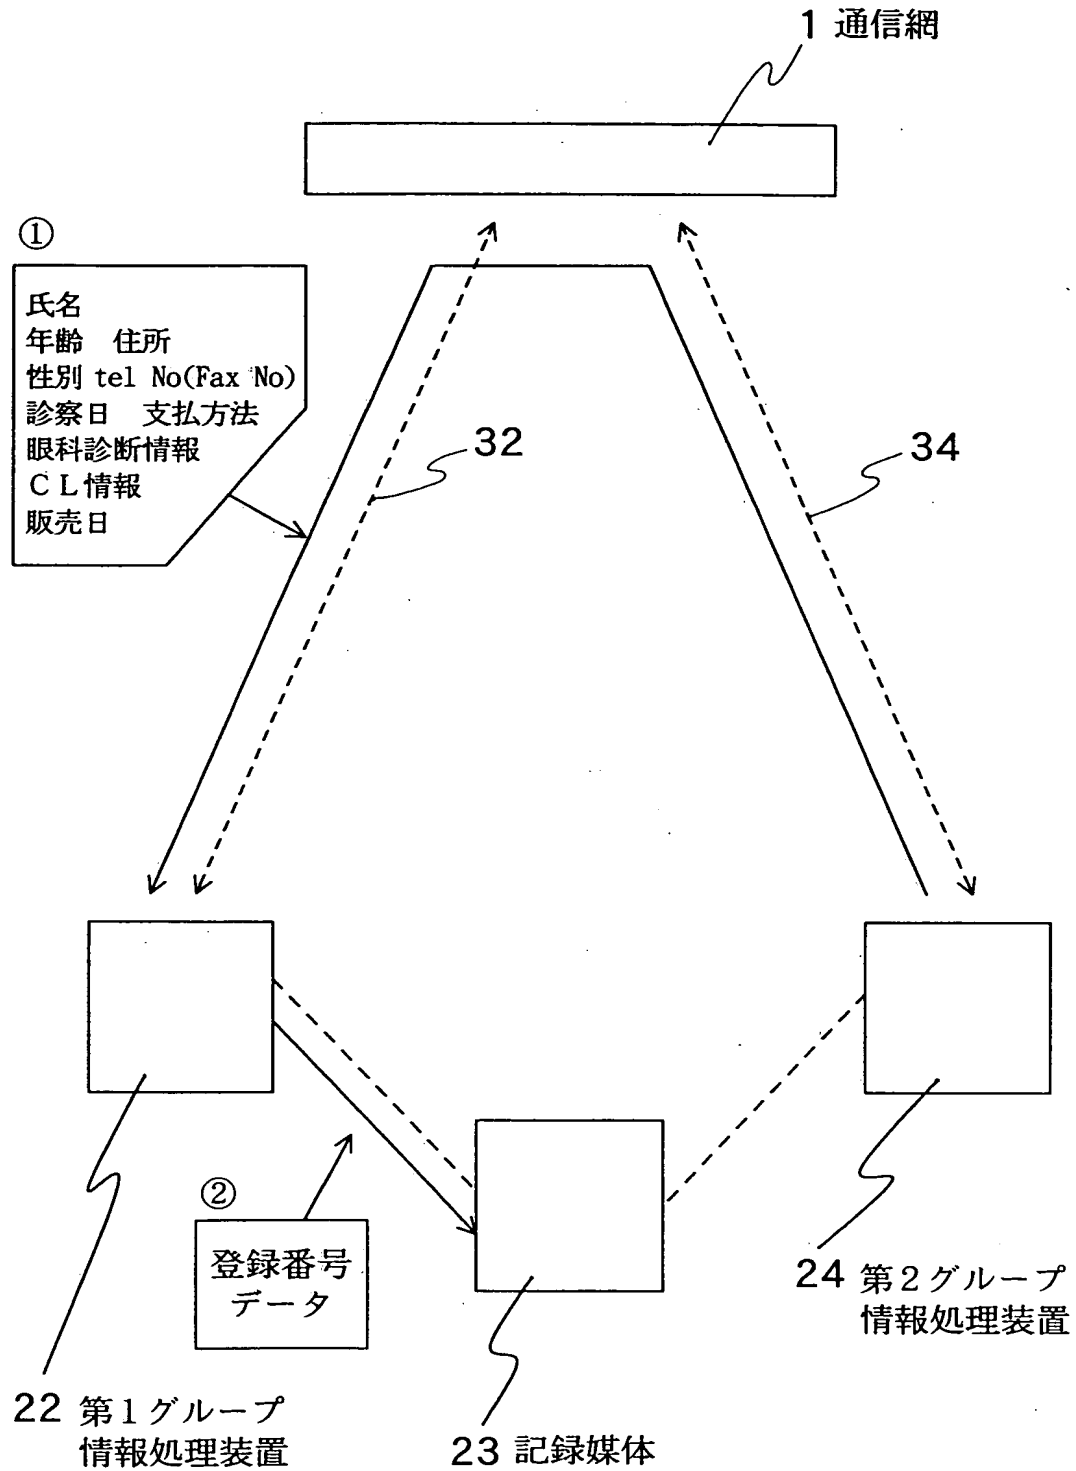 1 通信網
①
氏名
年齢　住所
性別 tel No(Fax No)
診察日　支払方法
眼科診断情報
ＣＬ情報
販売日
32
34
②
登録番号
データ
24 第2グループ
情報処理装置
22 第1グループ
情報処理装置
23 記録媒体